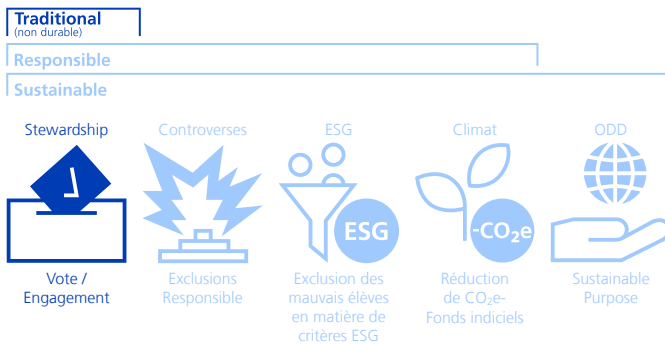 Traditional
(non durable)
Responsible
Sustainable
Stewardship
Controverses
ESG
Climat
ODD
ESG
-CO₂e
Vote /
Engagement
Exclusions
Responsible
Exclusion des
mauvais élèves
en matière de
critères ESG
Réduction
de CO₂e-
Fonds indiciels
Sustainable
Purpose